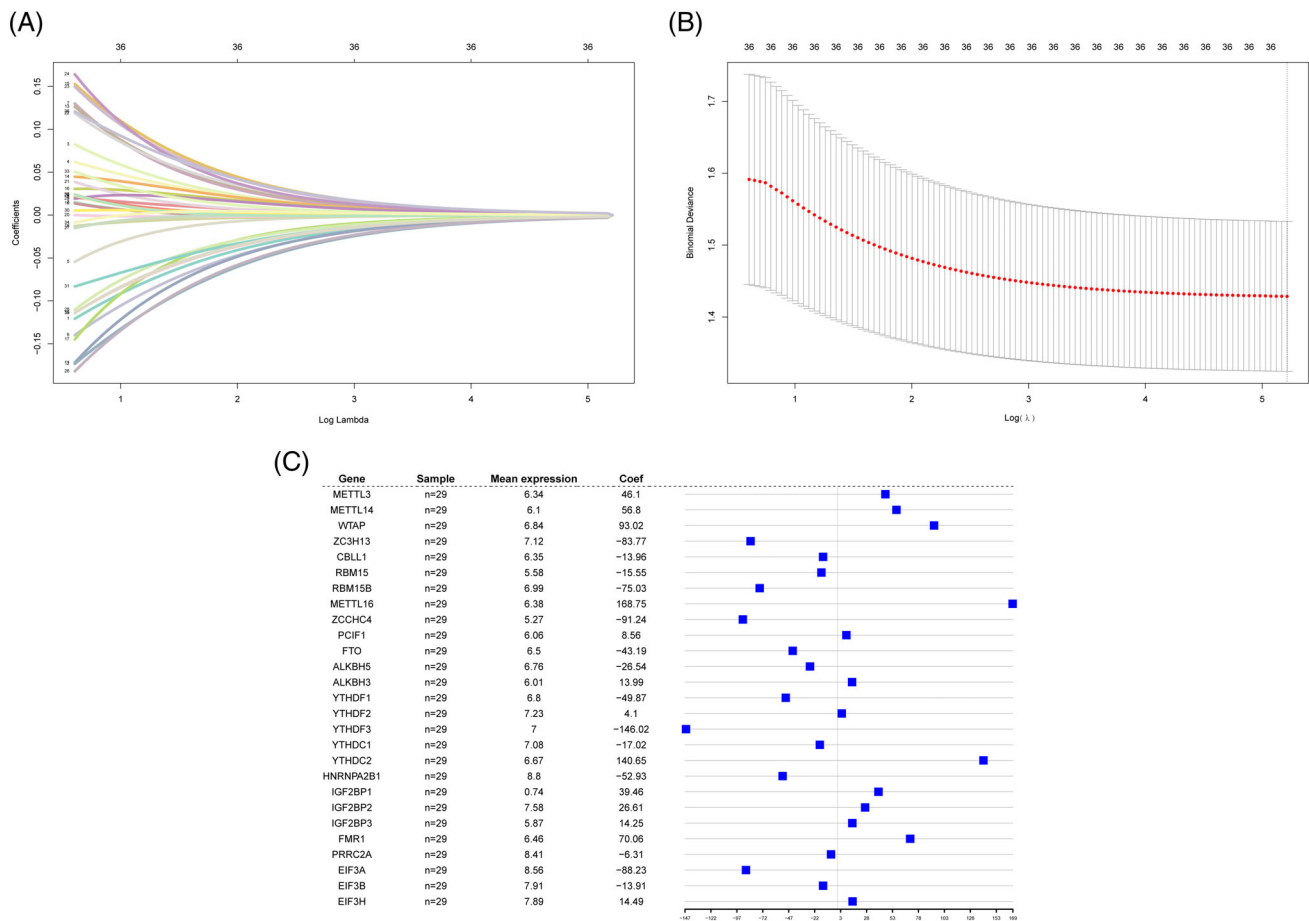 (A)
36 36 36 36 36
0.15
0.10
0.05
0.00
−0.05
−0.10
−0.15
Coefficients
1 2 3 4 5
Log Lambda
(B)
36 36 36 36 36 36 36 36 36 36 36 36 36 36 36 36 36 36 36 36 36 36 36 36 36
1.7
1.6
1.5
1.4
Binomial Deviance
1 2 3 4 5
Log(λ)
(C)
Gene Sample Mean expression Coef
METTL3 n=29 6.34 46.1
METTL14 n=29 6.1 56.8
WTAP n=29 6.84 93.02
ZC3H13 n=29 7.12 −83.77
CBLL1 n=29 6.35 −13.96
RBM15 n=29 5.58 −15.55
RBM15B n=29 6.99 −75.03
METTL16 n=29 6.38 168.75
ZCCHC4 n=29 5.27 −91.24
PCIF1 n=29 6.06 8.56
FTO n=29 6.5 −43.19
ALKBH5 n=29 6.76 −26.54
ALKBH3 n=29 6.01 13.99
YTHDF1 n=29 6.8 −49.87
YTHDF2 n=29 7.23 4.1
YTHDF3 n=29 7 −146.02
YTHDC1 n=29 7.08 −17.02
YTHDC2 n=29 6.67 140.65
HNRNPA2B1 n=29 8.8 −52.93
IGF2BP1 n=29 0.74 39.46
IGF2BP2 n=29 7.58 26.61
IGF2BP3 n=29 5.87 14.25
FMR1 n=29 6.46 70.06
PRRC2A n=29 8.41 −6.31
EIF3A n=29 8.56 −88.23
EIF3B n=29 7.91 −13.91
EIF3H n=29 7.89 14.49
−147 −122 −97 −72 −47 −22 3 28 53 78 103 128 153 169